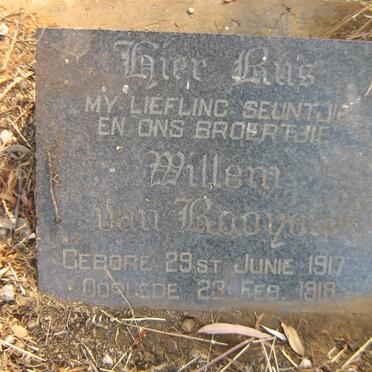 Hier Rus
MY LIEFLING SEUNTJIE
EN ONS BROERTJIE
Willem
van Rooyen
GEBORE 29ST JUNIE 1917
OORLEDE 23 FEB. 1918